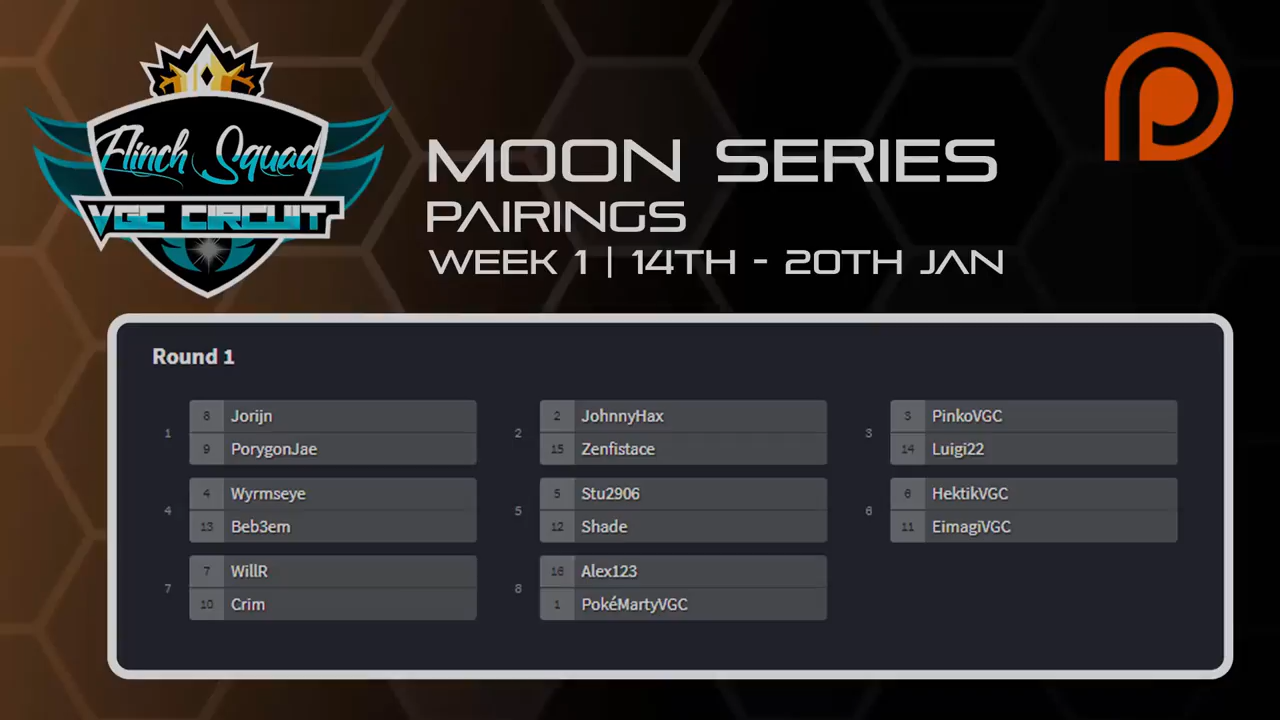 Flinch Squad
VGC CIRCUIT
MOON SERIES
PAIRINGS
WEEK 1 | 14TH - 20TH JAN
Round 1
1
8 Jorijn
9 PorygonJae
2
2 JohnnyHax
15 Zenfistace
3
3 PinkoVGC
14 Luigi22
4
4 Wyrmseye
13 Beb3em
5
5 Stu2906
12 Shade
6
6 HektikVGC
11 EimagiVGC
7
7 WillR
10 Crim
8
16 Alex123
1 PokéMartyVGC